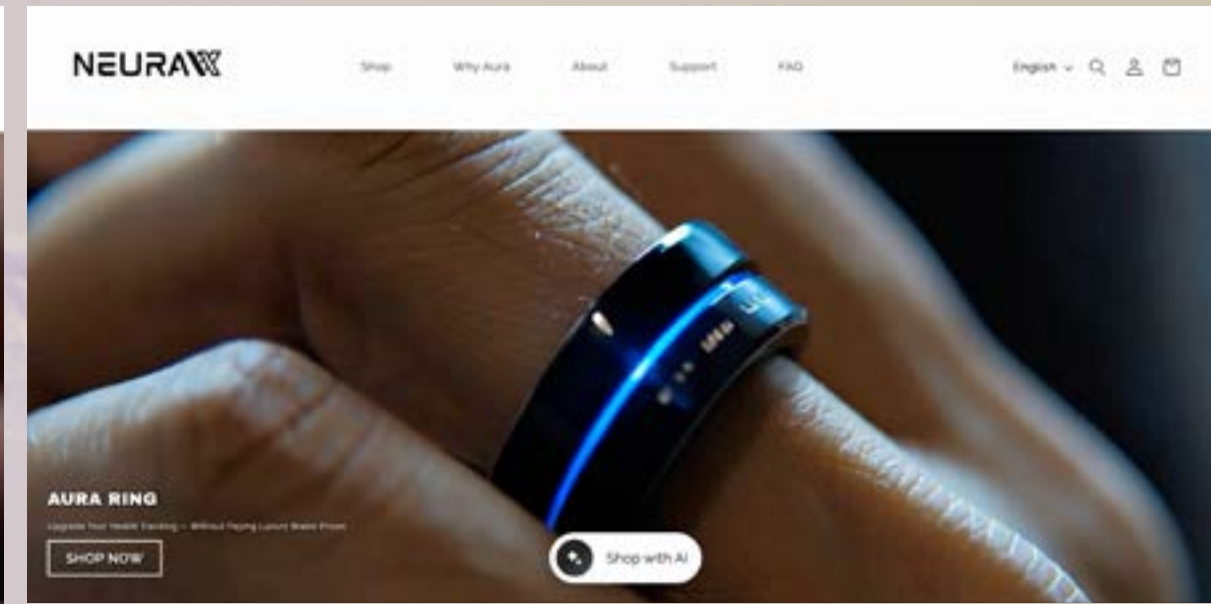 NEURAX
Shop Why Aura About Support FAQ English
AURA RING
Upgrade Your Health Tracking — Without Paying Luxury Brand Prices
SHOP NOW
Shop with AI